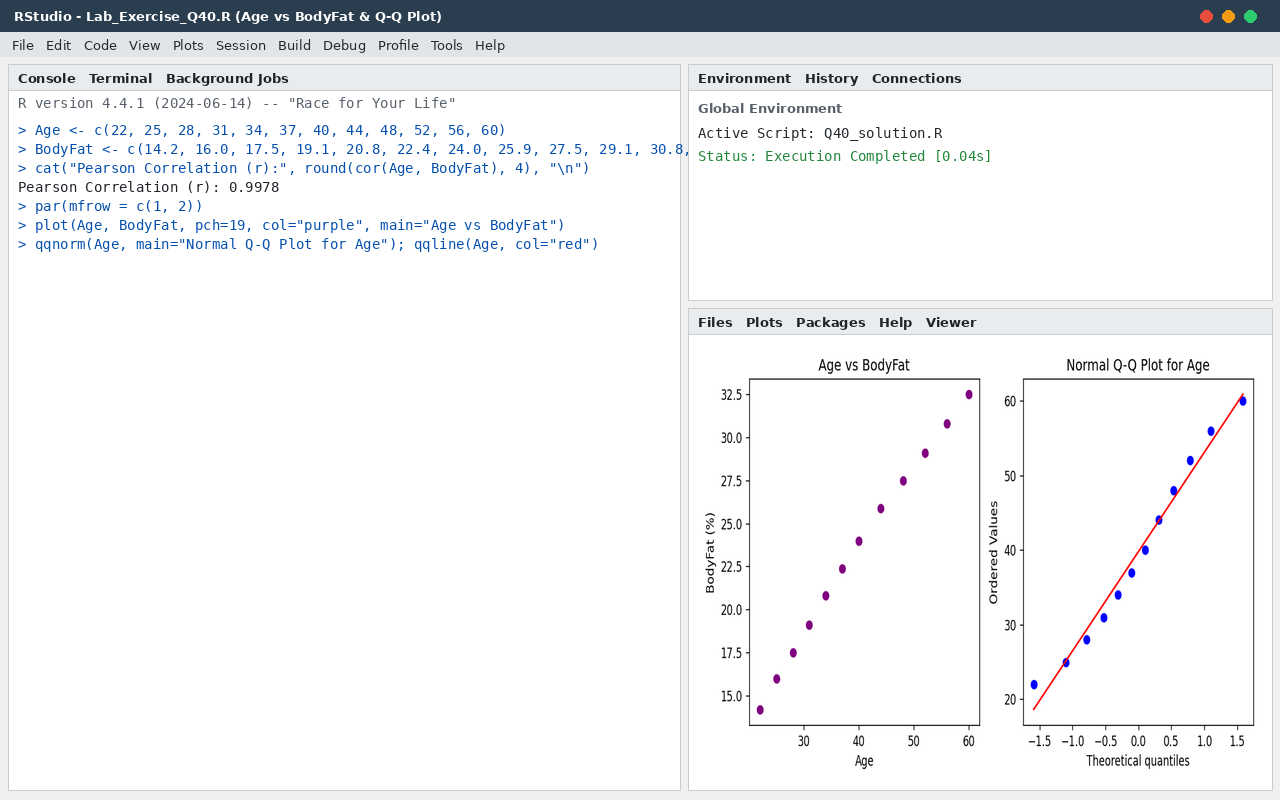 RStudio - Lab_Exercise_Q40.R (Age vs BodyFat & Q-Q Plot)
File Edit Code View Plots Session Build Debug Profile Tools Help
Console Terminal Background Jobs
R version 4.4.1 (2024-06-14) -- "Race for Your Life"
> Age <- c(22, 25, 28, 31, 34, 37, 40, 44, 48, 52, 56, 60)
> BodyFat <- c(14.2, 16.0, 17.5, 19.1, 20.8, 22.4, 24.0, 25.9, 27.5, 29.1, 30.8,
> cat("Pearson Correlation (r):", round(cor(Age, BodyFat), 4), "\n")
Pearson Correlation (r): 0.9978
> par(mfrow = c(1, 2))
> plot(Age, BodyFat, pch=19, col="purple", main="Age vs BodyFat")
> qqnorm(Age, main="Normal Q-Q Plot for Age"); qqline(Age, col="red")
Environment History Connections
Global Environment
Active Script: Q40_solution.R
Status: Execution Completed [0.04s]
Files Plots Packages Help Viewer
Age vs BodyFat
BodyFat (%)
32.5
30.0
27.5
25.0
22.5
20.0
17.5
15.0
30 40 50 60
Age
Normal Q-Q Plot for Age
Ordered Values
60
50
40
30
20
−1.5 −1.0 −0.5 0.0 0.5 1.0 1.5
Theoretical quantiles